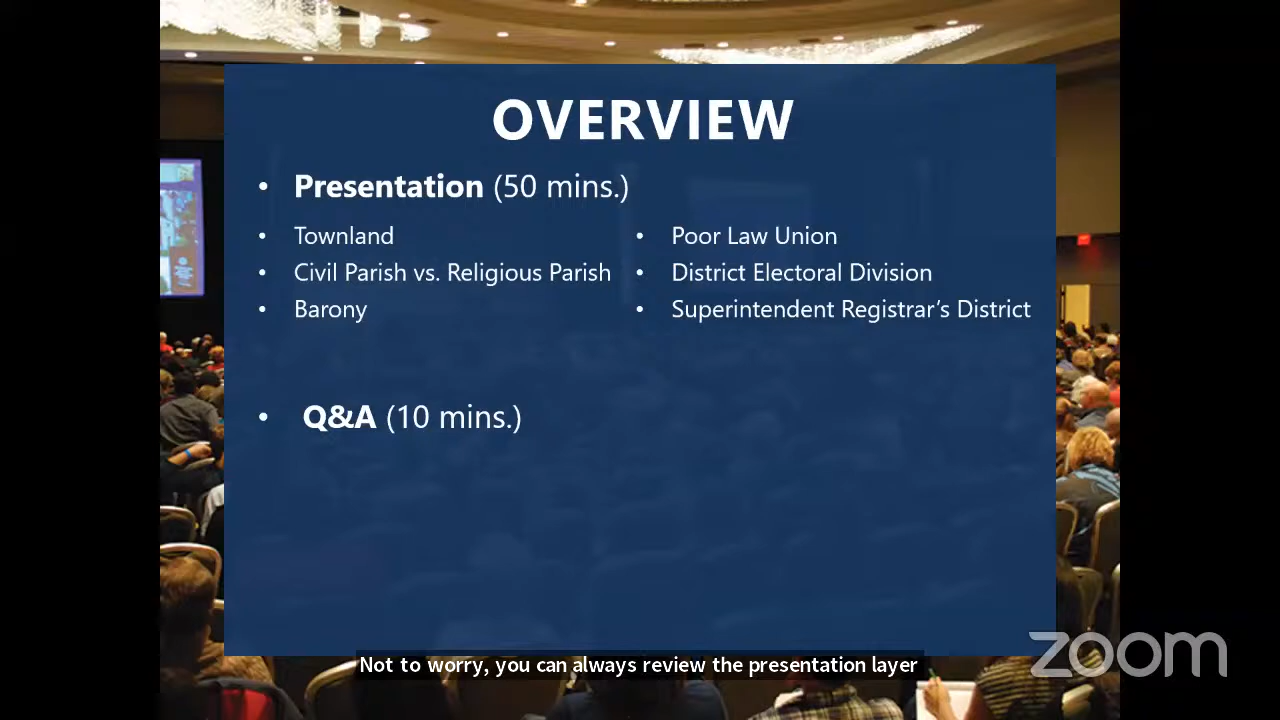 OVERVIEW
• Presentation (50 mins.)
• Townland
• Civil Parish vs. Religious Parish
• Barony
• Poor Law Union
• District Electoral Division
• Superintendent Registrar's District
• Q&A (10 mins.)
Not to worry, you can always review the presentation layer
zoom